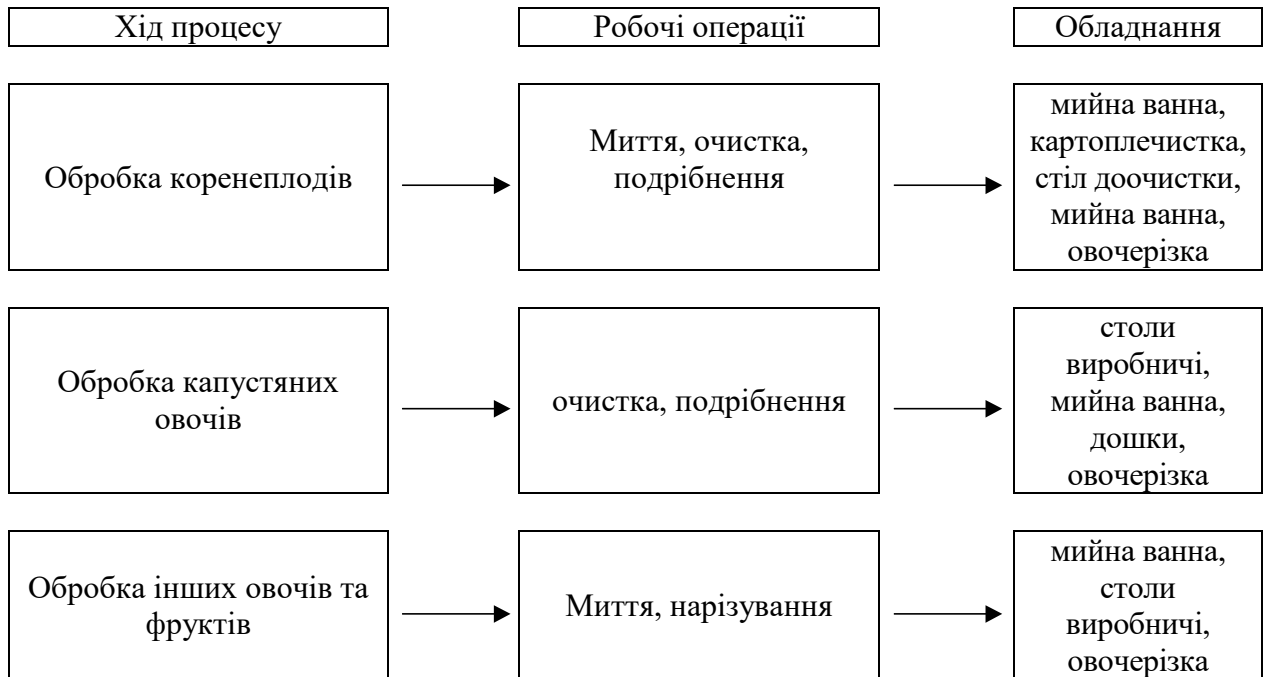 Хід процесу
Робочі операції
Обладнання
Обробка коренеплодів
Миття, очистка,
подрібнення
мийна ванна,
картоплечистка,
стіл доочистки,
мийна ванна,
овочерізка
Обробка капустяних
овочів
очистка, подрібнення
столи
виробничі,
мийна ванна,
дошки,
овочерізка
Обробка інших овочів та
фруктів
Миття, нарізування
мийна ванна,
столи
виробничі,
овочерізка